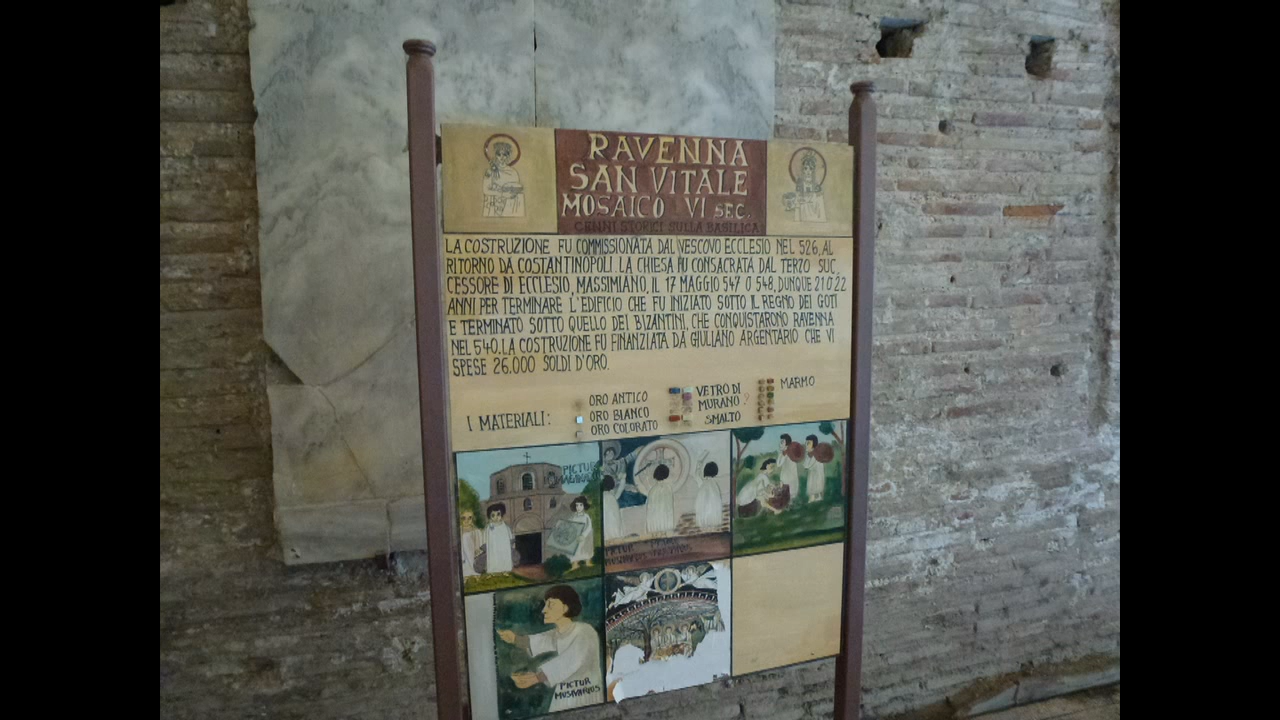 RAVENNA
SAN VITALE
MOSAICO VI SEC.
CENNI STORICI SULLA BASILICA
LA COSTRUZIONE FU COMMISSIONATA DAL VESCOVO ECCLESIO NEL 526, AL
RITORNO DA COSTANTINOPOLI. LA CHIESA FU CONSACRATA DAL TERZO SUC_
CESSORE DI ECCLESIO, MASSIMIANO, IL 17 MAGGIO 547 O 548, DUNQUE 21 O 22
ANNI PER TERMINARE L'EDIFICIO CHE FU INIZIATO SOTTO IL REGNO DEI GOTI
E TERMINATO SOTTO QUELLO DEI BIZANTINI, CHE CONQUISTARONO RAVENNA
NEL 540. LA COSTRUZIONE FU FINANZIATA DA GIULIANO ARGENTARIO CHE VI
SPESE 26.000 SOLDI D'ORO.
I MATERIALI:
ORO ANTICO
ORO BIANCO
ORO COLORATO
VETRO DI
MURANO
SMALTO
MARMO
PICTUR
PICTUR
MUSIVARIOS